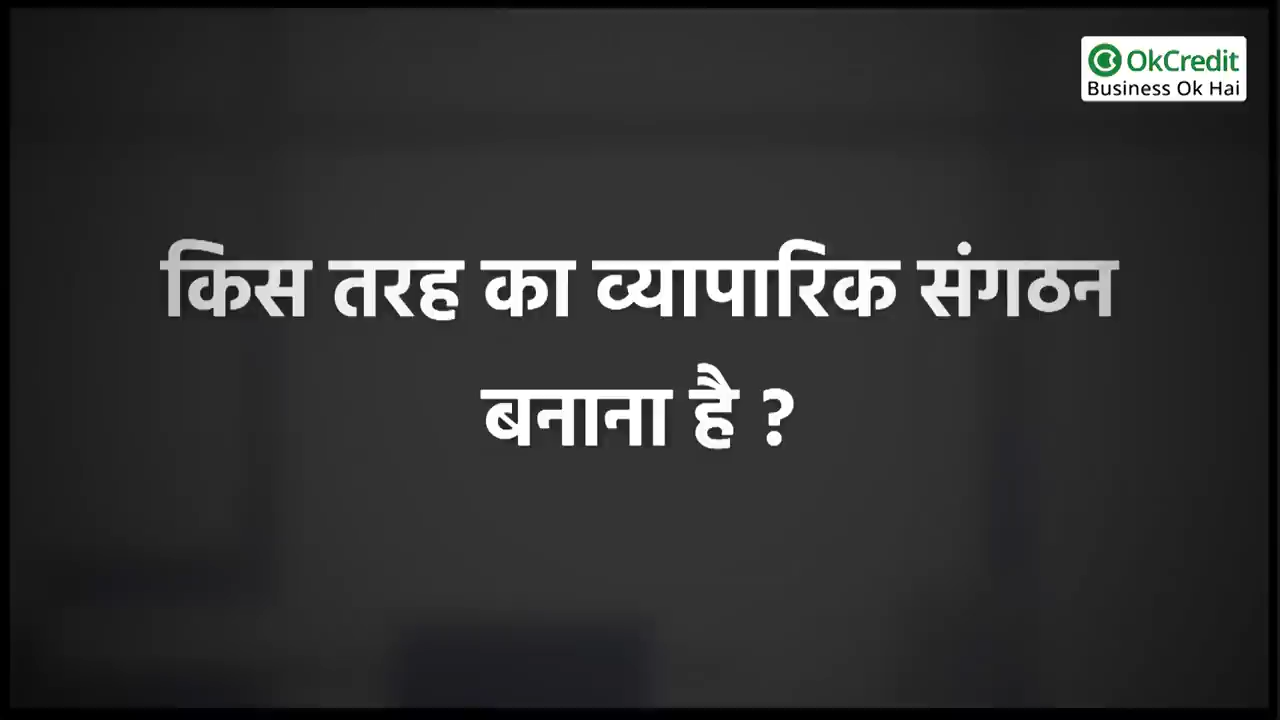 OkCredit
Business Ok Hai
किस तरह का व्यापारिक संगठन
बनाना है ?